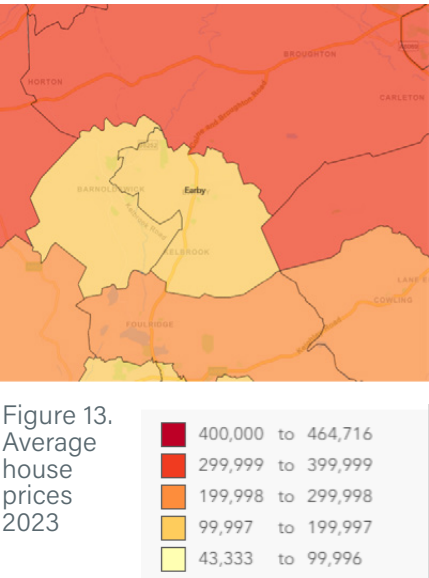 BROUGHTON
HORTON
CARLETON
BARNOLDSWICK
Earby
KELBROOK
COWLING
FOULRIDGE
Figure 13.
Average
house
prices
2023
400,000 to 464,716
299,999 to 399,999
199,998 to 299,998
99,997 to 199,997
43,333 to 99,996